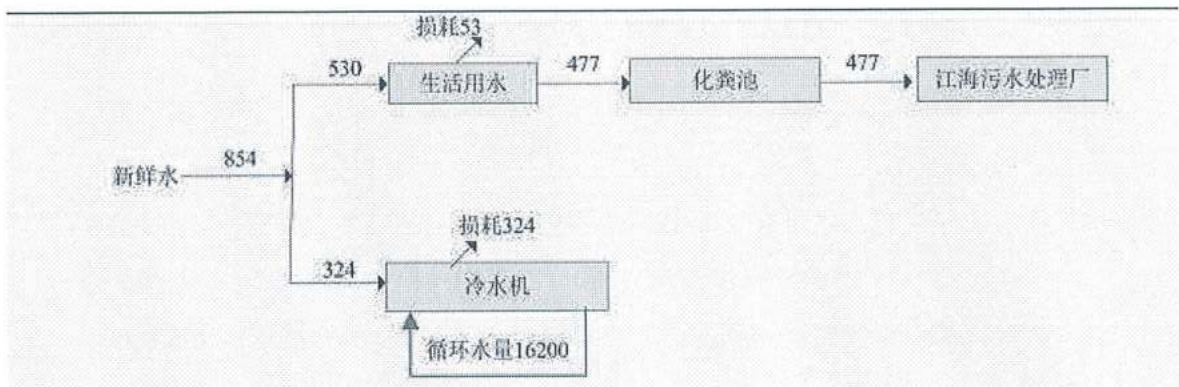 损耗53
530
生活用水
477
化粪池
477
江海污水处理厂
新鲜水
854
损耗324
324
冷水机
循环水量16200